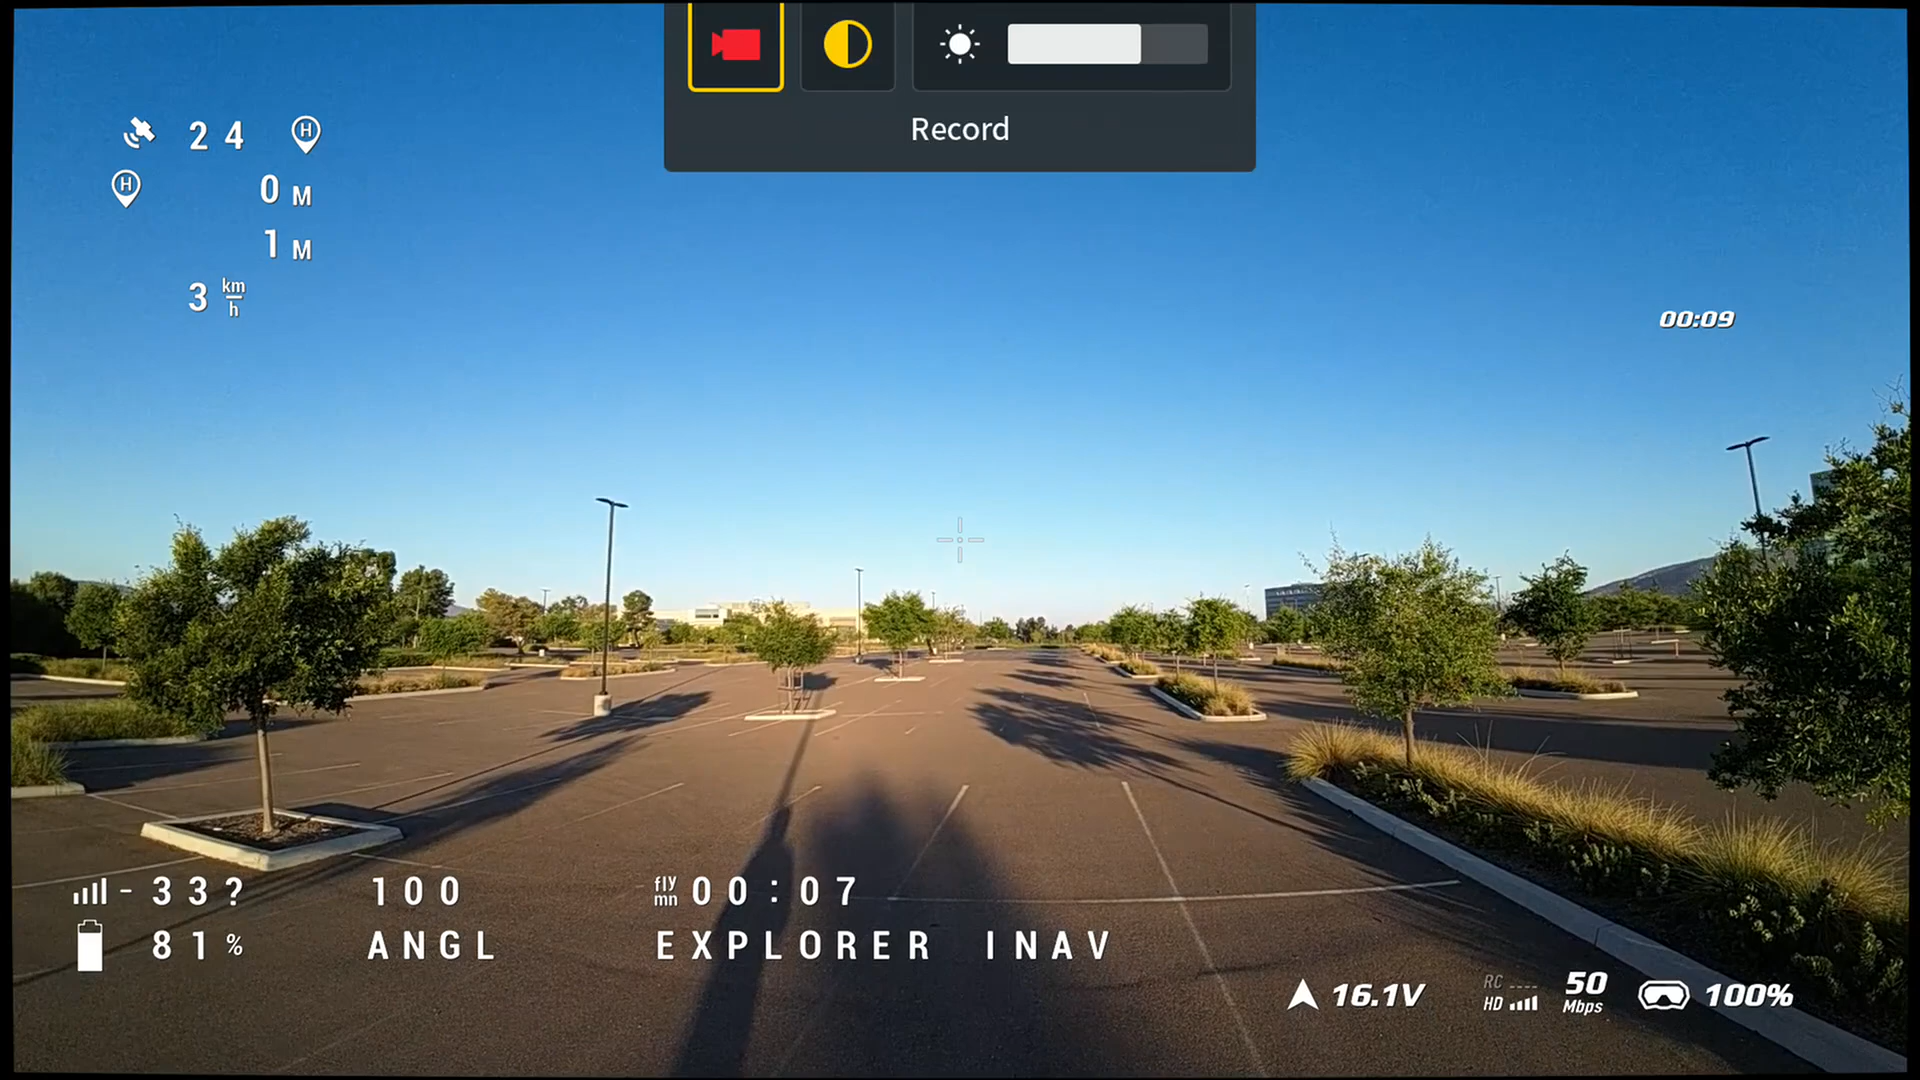 Record
24 H
H 0 M
1 M
3 km/h
00:09
-33? 100 fly mn 00:07
81% ANGL EXPLORER INAV
16.1V RC ---- HD 50 Mbps 100%